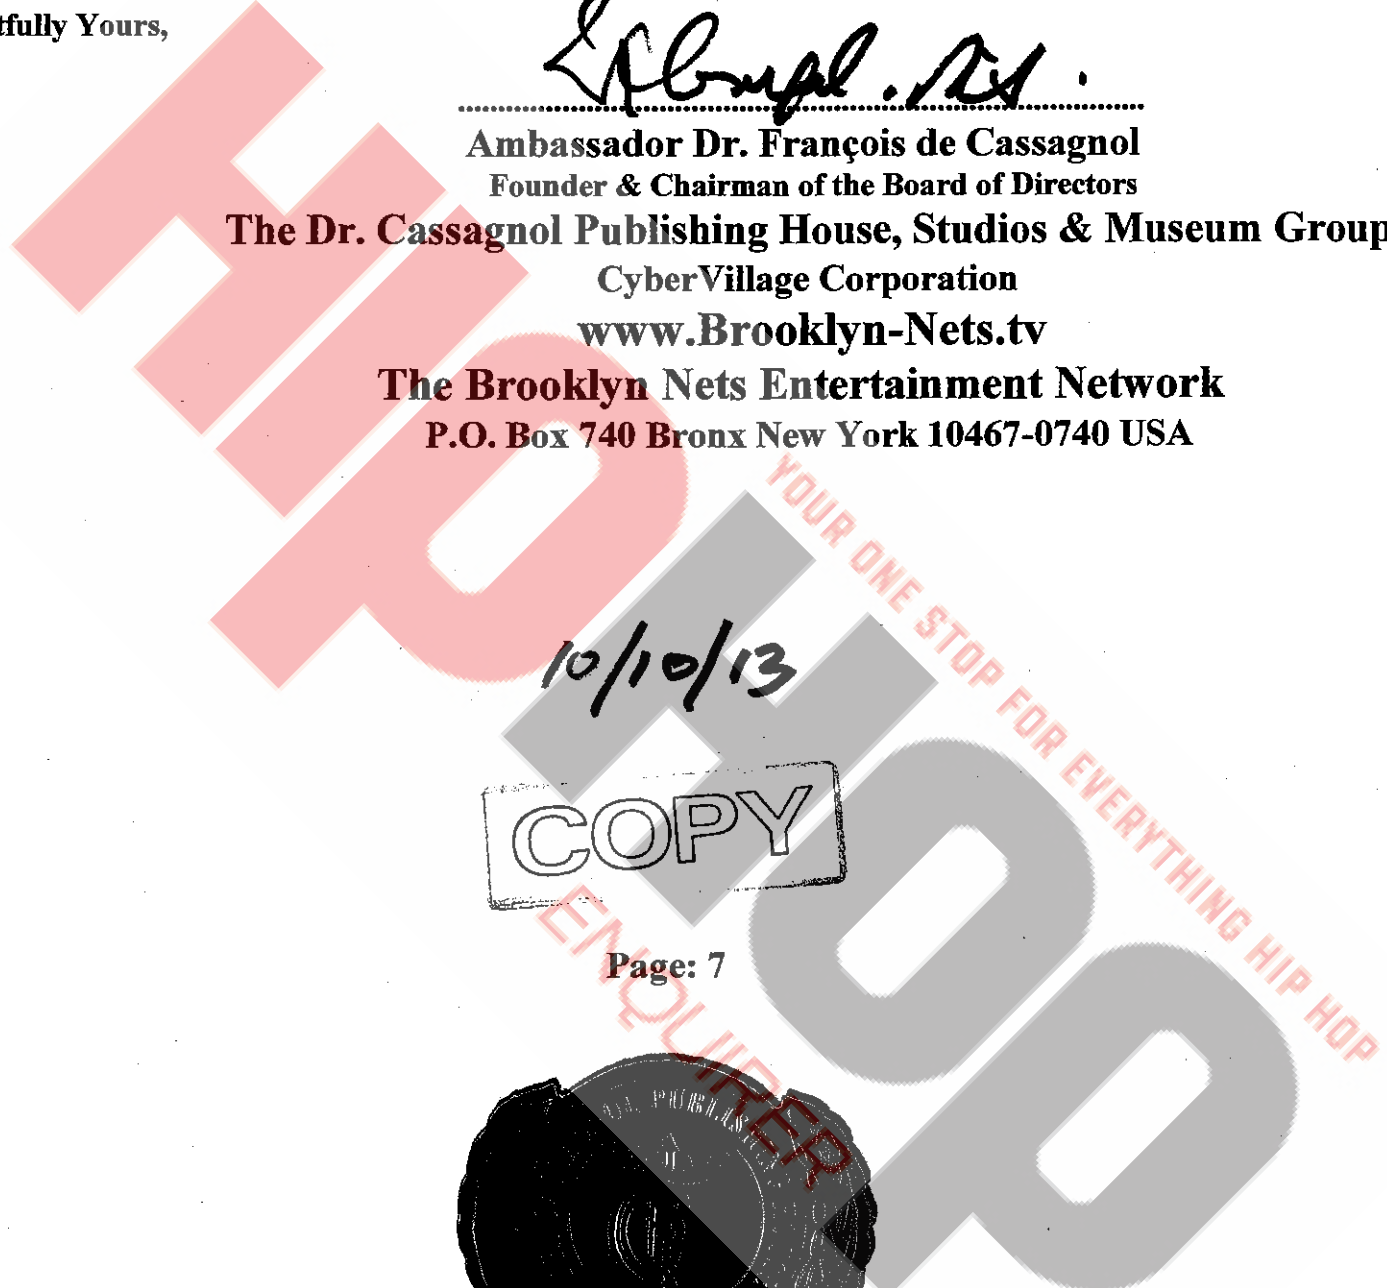 tfully Yours,
Ambassador Dr. François de Cassagnol
Founder & Chairman of the Board of Directors
The Dr. Cassagnol Publishing House, Studios & Museum Group
CyberVillage Corporation
www.Brooklyn-Nets.tv
The Brooklyn Nets Entertainment Network
P.O. Box 740 Bronx New York 10467-0740 USA
10/10/13
COPY
Page: 7
HIP HOP
ENQUIRER
YOUR ONE STOP FOR EVERYTHING HIP HOP